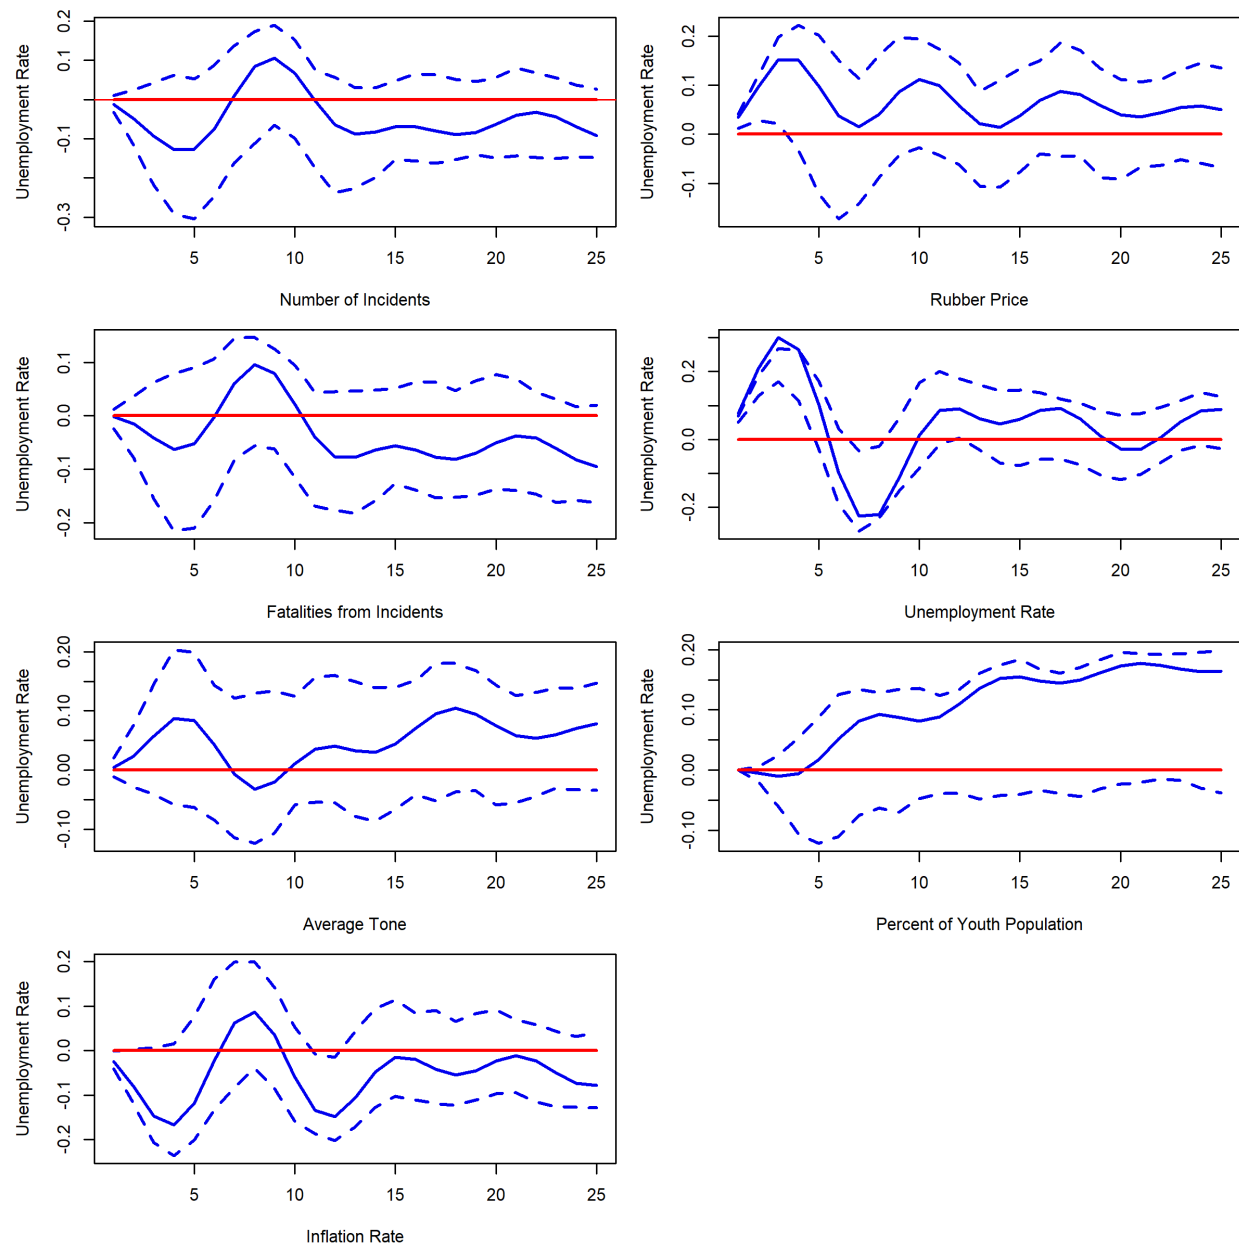 Unemployment Rate
0.2
0.1
-0.1
-0.3
5 10 15 20 25
Number of Incidents
Unemployment Rate
0.2
0.1
0.0
-0.1
5 10 15 20 25
Rubber Price
Unemployment Rate
0.1
0.0
-0.1
-0.2
5 10 15 20 25
Fatalities from Incidents
Unemployment Rate
0.2
0.0
-0.2
5 10 15 20 25
Unemployment Rate
Unemployment Rate
0.20
0.10
0.00
-0.10
5 10 15 20 25
Average Tone
Unemployment Rate
0.20
0.10
0.00
-0.10
5 10 15 20 25
Percent of Youth Population
Unemployment Rate
0.2
0.1
0.0
-0.1
-0.2
5 10 15 20 25
Inflation Rate